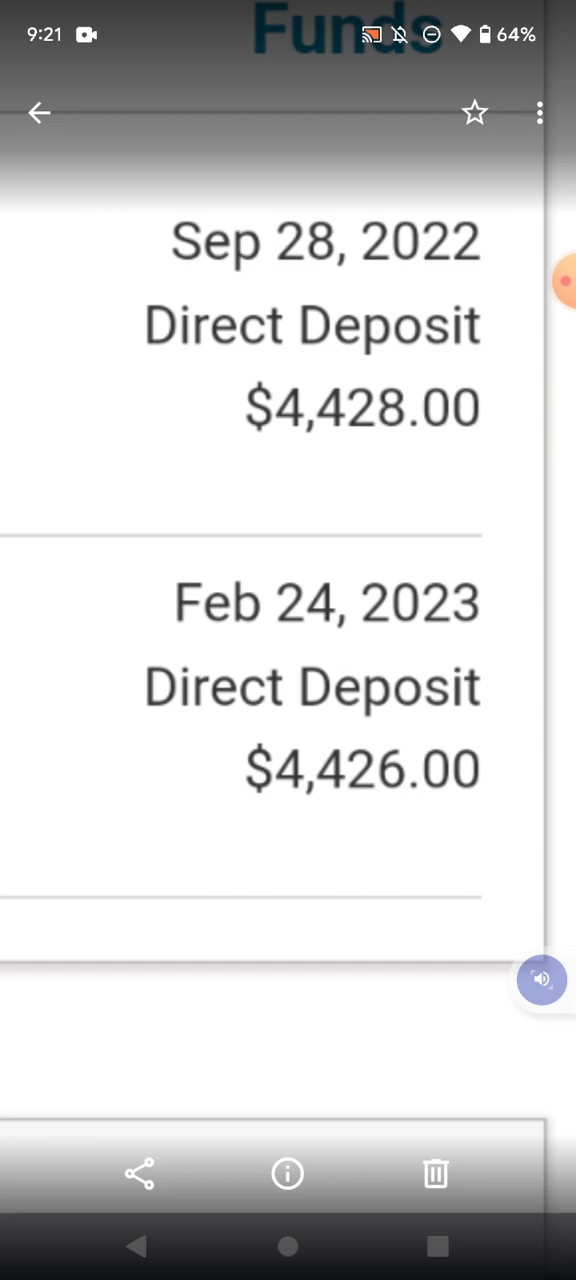 Funds
9:21
64%
Sep 28, 2022
Direct Deposit
$4,428.00
Feb 24, 2023
Direct Deposit
$4,426.00